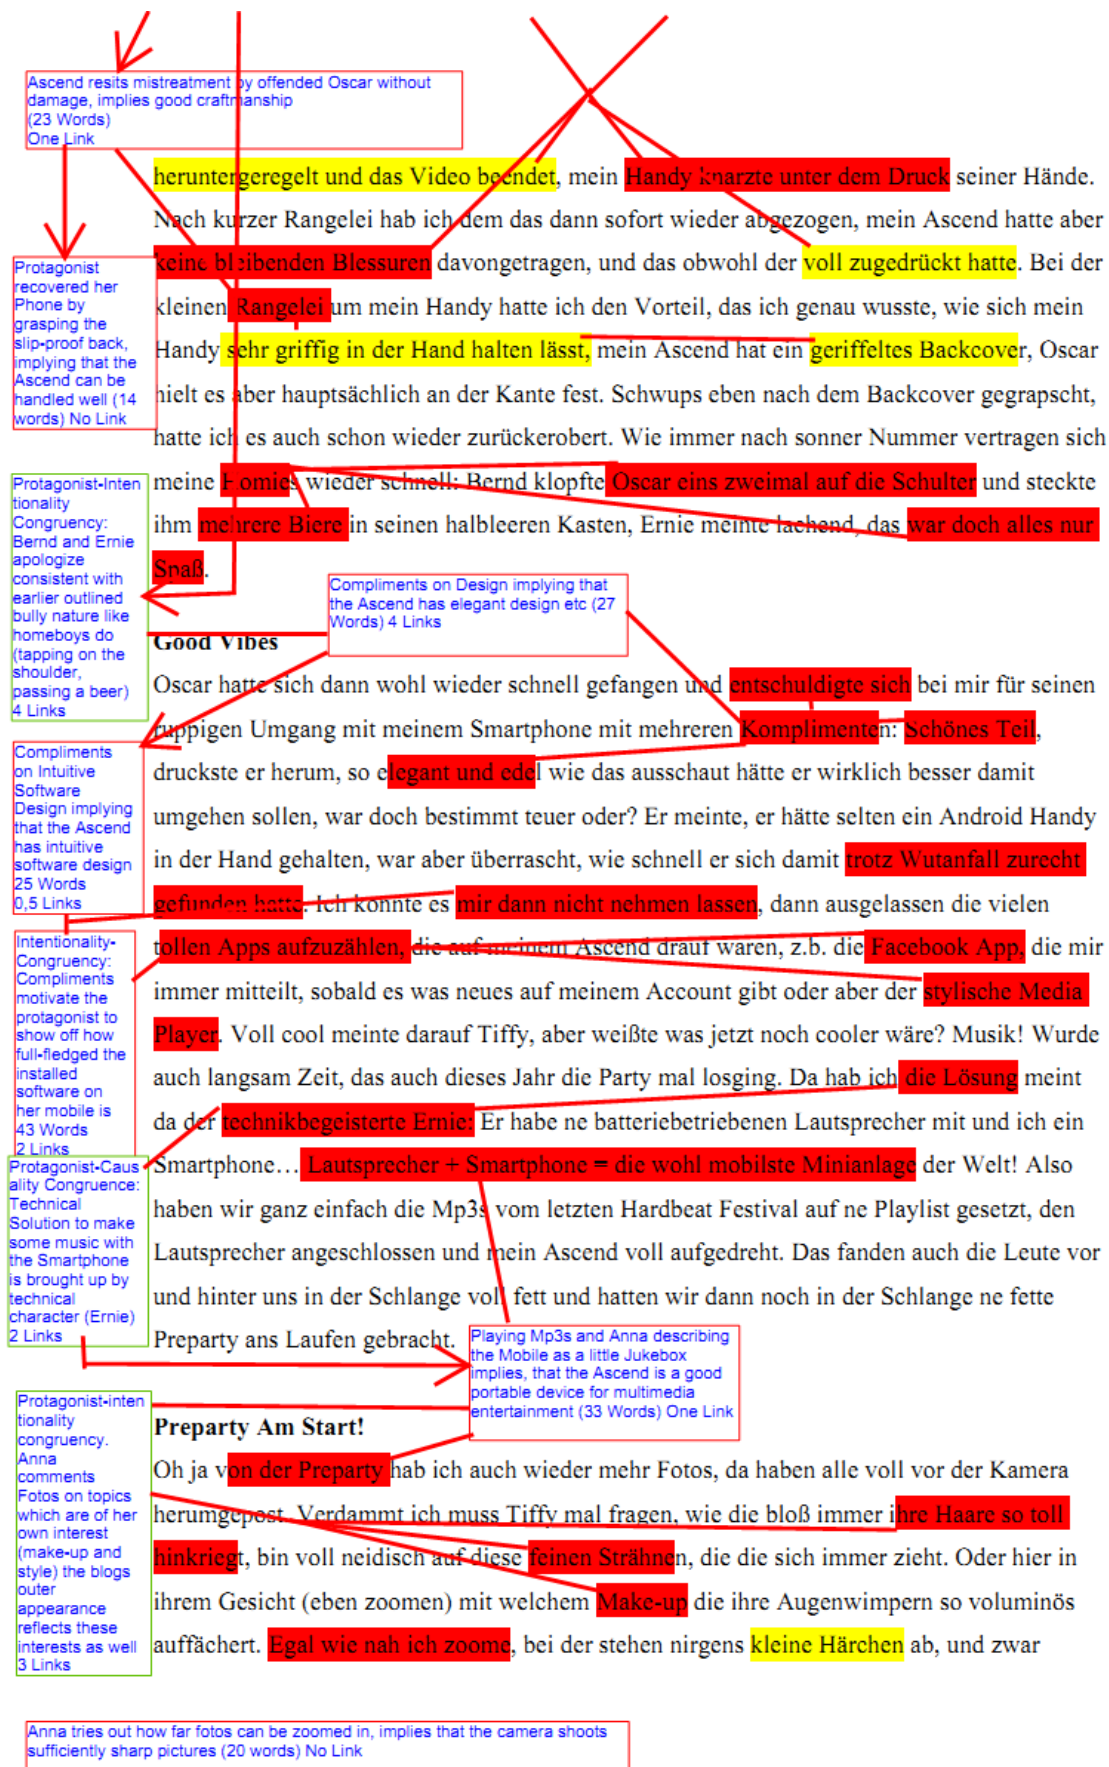 Ascend resits mistreatment by offended Oscar without
damage, implies good craftmanship
(23 Words)
One Link
heruntergeregelt und das Video beendet, mein Handy knarzte unter dem Druck seiner Hände.
Nach kurzer Rangelei hab ich dem das dann sofort wieder abgezogen, mein Ascend hatte aber
keine bleibenden Blessuren davongetragen, und das obwohl der voll zugedrückt hatte. Bei der
kleinen Rangelei um mein Handy hatte ich den Vorteil, das ich genau wusste, wie sich mein
Handy sehr griffig in der Hand halten lässt, mein Ascend hat ein geriffeltes Backcover, Oscar
hielt es aber hauptsächlich an der Kante fest. Schwups eben nach dem Backcover gegrapscht,
hatte ich es auch schon wieder zurückerobert. Wie immer nach sonner Nummer vertragen sich
meine Homies wieder schnell: Bernd klopfte Oscar eins zweimal auf die Schulter und steckte
ihm mehrere Biere in seinen halbleeren Kasten, Ernie meinte lachend, das war doch alles nur
Spaß.
Protagonist
recovered her
Phone by
grasping the
slip-proof back,
implying that the
Ascend can be
handled well (14
words) No Link
Protagonist-Inten
tionality
Congruency:
Bernd and Ernie
apologize
consistent with
earlier outlined
bully nature like
homeboys do
(tapping on the
shoulder,
passing a beer)
4 Links
Compliments on Design implying that
the Ascend has elegant design etc (27
Words) 4 Links
Good Vibes
Oscar hatte sich dann wohl wieder schnell gefangen und entschuldigte sich bei mir für seinen
ruppigen Umgang mit meinem Smartphone mit mehreren Komplimenten: Schönes Teil,
druckste er herum, so elegant und edel wie das ausschaut hätte er wirklich besser damit
umgehen sollen, war doch bestimmt teuer oder? Er meinte, er hätte selten ein Android Handy
in der Hand gehalten, war aber überrascht, wie schnell er sich damit trotz Wutanfall zurecht
gefunden hatte. Ich konnte es mir dann nicht nehmen lassen, dann ausgelassen die vielen
tollen Apps aufzuzählen, die auf meinem Ascend drauf waren, z.b. die Facebook App, die mir
immer mitteilt, sobald es was neues auf meinem Account gibt oder aber der stylische Media
Player. Voll cool meinte darauf Tiffy, aber weißte was jetzt noch cooler wäre? Musik! Wurde
auch langsam Zeit, das auch dieses Jahr die Party mal losging. Da hab ich die Lösung meint
da der technikbegeisterte Ernie: Er habe ne batteriebetriebenen Lautsprecher mit und ich ein
Smartphone… Lautsprecher + Smartphone = die wohl mobilste Minianlage der Welt! Also
haben wir ganz einfach die Mp3s vom letzten Hardbeat Festival auf ne Playlist gesetzt, den
Lautsprecher angeschlossen und mein Ascend voll aufgedreht. Das fanden auch die Leute vor
und hinter uns in der Schlange voll fett und hatten wir dann noch in der Schlange ne fette
Preparty ans Laufen gebracht.
Compliments
on Intuitive
Software
Design implying
that the Ascend
has intuitive
software design
25 Words
0,5 Links
Intentionality-
Congruency:
Compliments
motivate the
protagonist to
show off how
full-fledged the
installed
software on
her mobile is
43 Words
2 Links
Protagonist-Caus
ality Congruence:
Technical
Solution to make
some music with
the Smartphone
is brought up by
technical
character (Ernie)
2 Links
Playing Mp3s and Anna describing
the Mobile as a little Jukebox
implies, that the Ascend is a good
portable device for multimedia
entertainment (33 Words) One Link
Protagonist-inten
tionality
congruency.
Anna
comments
Fotos on topics
which are of her
own interest
(make-up and
style) the blogs
outer
appearance
reflects these
interests as well
3 Links
Preparty Am Start!
Oh ja von der Preparty hab ich auch wieder mehr Fotos, da haben alle voll vor der Kamera
herumgepost. Verdammt ich muss Tiffy mal fragen, wie die bloß immer ihre Haare so toll
hinkriegt, bin voll neidisch auf diese feinen Strähnen, die die sich immer zieht. Oder hier in
ihrem Gesicht (eben zoomen) mit welchem Make-up die ihre Augenwimpern so voluminös
auffächert. Egal wie nah ich zoome, bei der stehen nirgens kleine Härchen ab, und zwar
Anna tries out how far fotos can be zoomed in, implies that the camera shoots
sufficiently sharp pictures (20 words) No Link